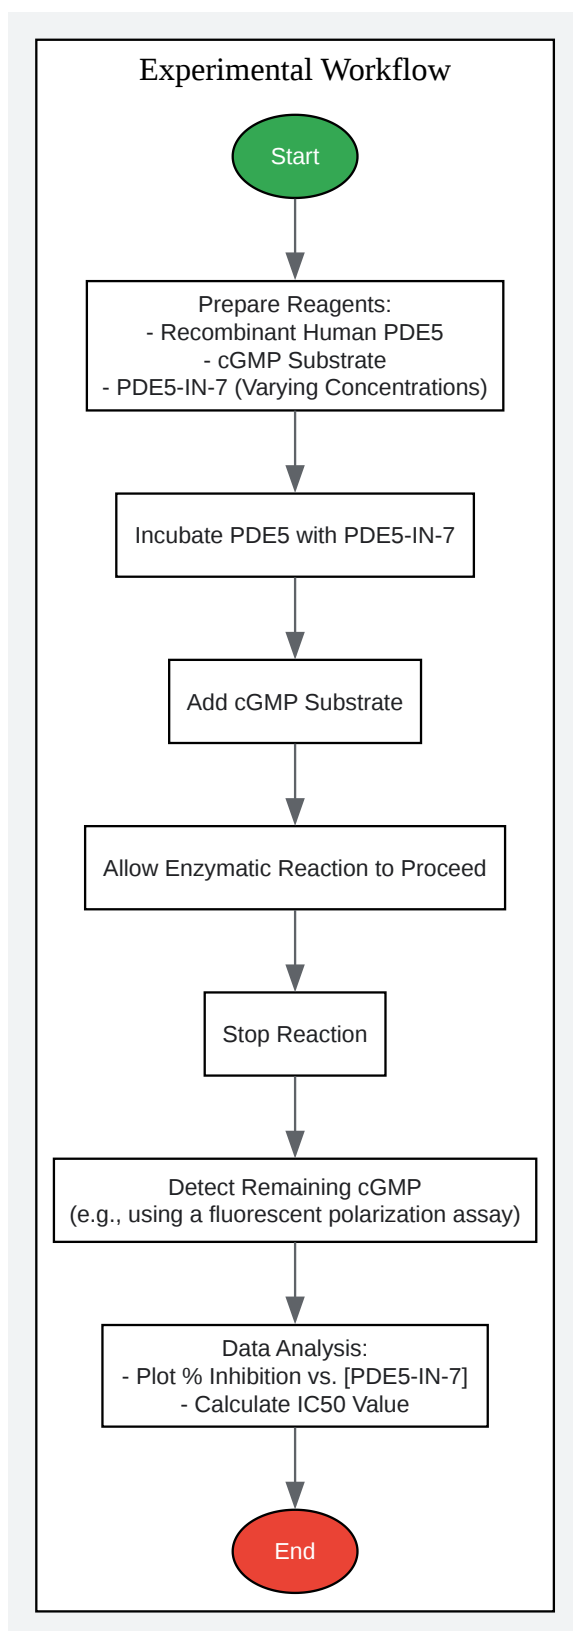 Experimental Workflow
Start
Prepare Reagents:
- Recombinant Human PDE5
- cGMP Substrate
- PDE5-IN-7 (Varying Concentrations)
Incubate PDE5 with PDE5-IN-7
Add cGMP Substrate
Allow Enzymatic Reaction to Proceed
Stop Reaction
Detect Remaining cGMP
(e.g., using a fluorescent polarization assay)
Data Analysis:
- Plot % Inhibition vs. [PDE5-IN-7]
- Calculate IC50 Value
End